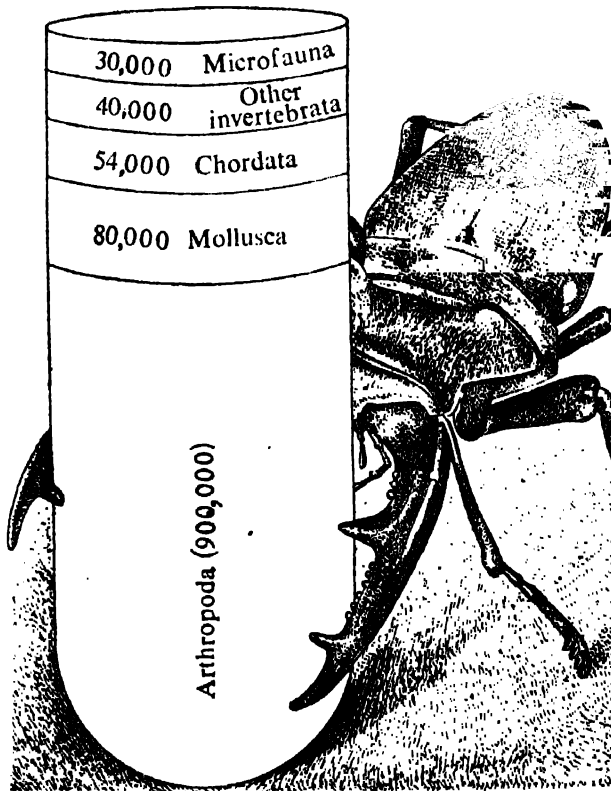 30,000 Microfauna
40,000 Other
invertebrata
54,000 Chordata
80,000 Mollusca
Arthropoda (900,000)